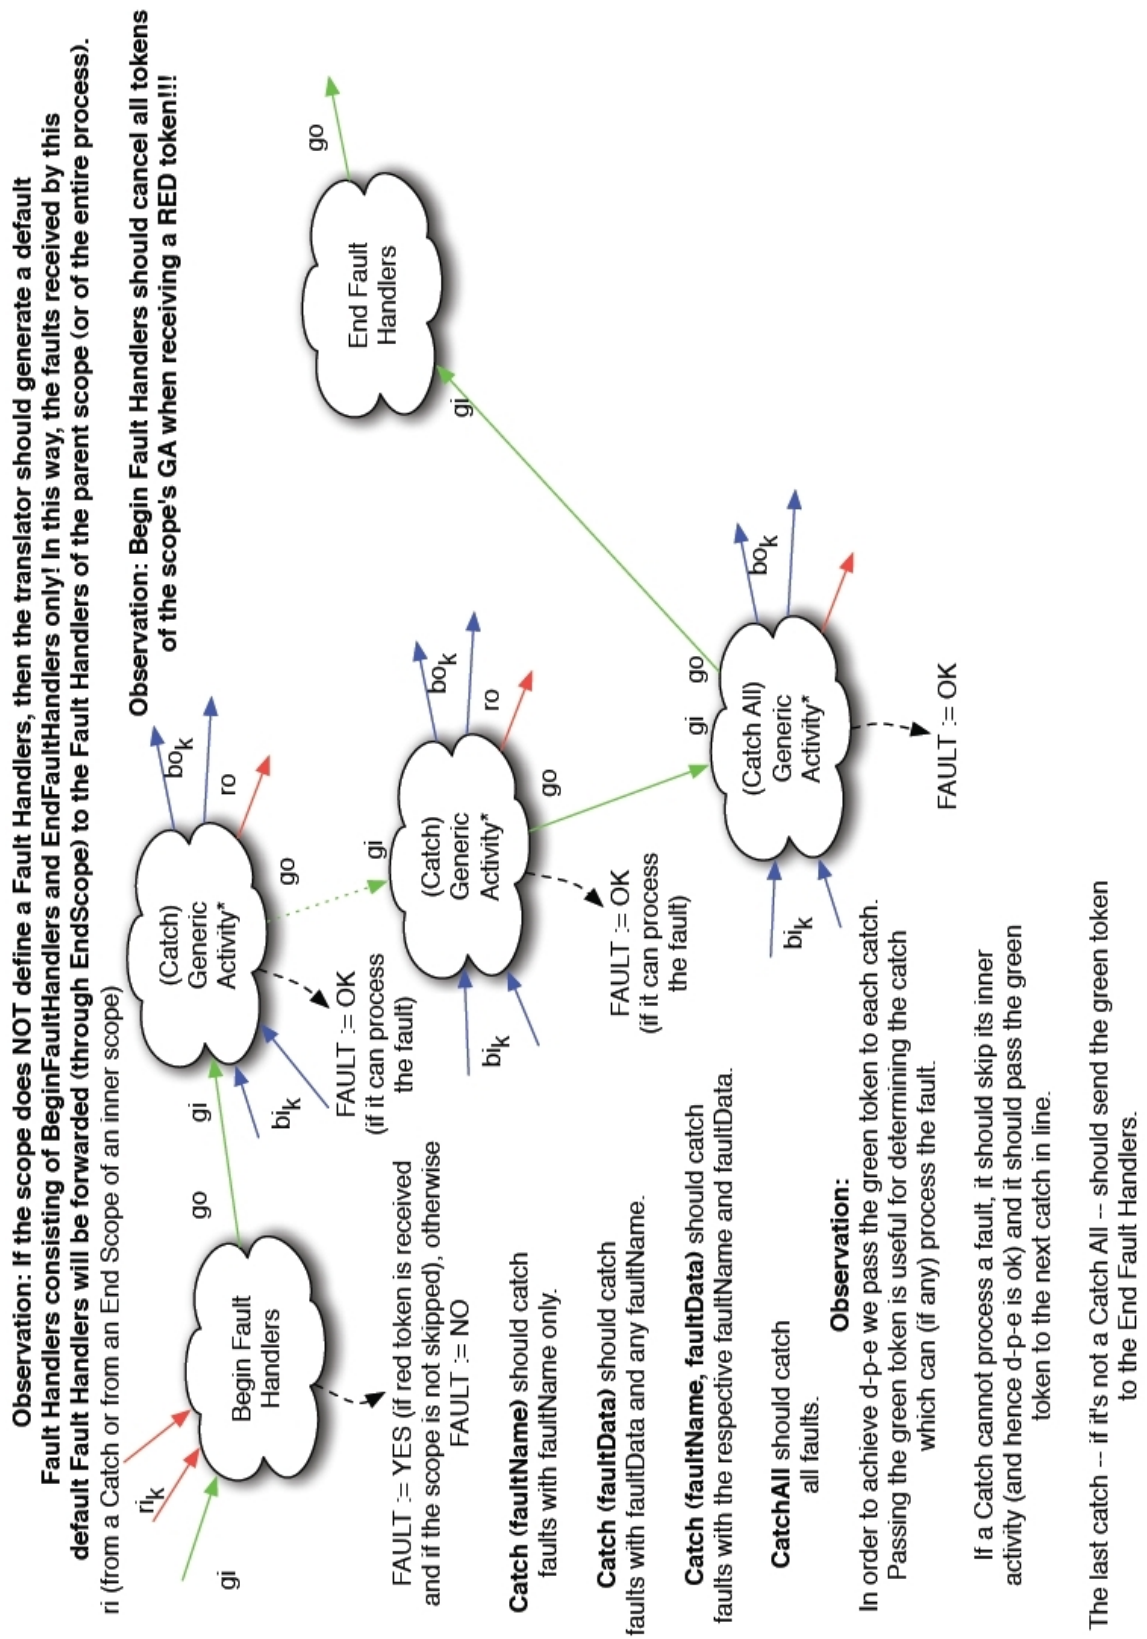 Observation: If the scope does NOT define a Fault Handlers, then the translator should generate a default
Fault Handlers consisting of BeginFaultHandlers and EndFaultHandlers only! In this way, the faults received by this
default Fault Handlers will be forwarded (through EndScope) to the Fault Handlers of the parent scope (or of the entire process).
ri (from a Catch or from an End Scope of an inner scope)
Observation: Begin Fault Handlers should cancel all tokens
of the scope's GA when receiving a RED token!!!
ri k
gi
Begin Fault
Handlers
go
gi
bi k
(Catch)
Generic
Activity*
bo k
ro
go
FAULT := OK
(if it can process
the fault)
gi
bi k
(Catch)
Generic
Activity*
bo k
ro
go
FAULT := OK
(if it can process
the fault)
gi
bi k
(Catch All)
Generic
Activity*
go
bo k
FAULT := OK
gi
End Fault
Handlers
go
FAULT := YES (if red token is received
and if the scope is not skipped), otherwise
FAULT := NO
Catch (faultName) should catch
faults with faultName only.
Catch (faultData) should catch
faults with faultData and any faultName.
Catch (faultName, faultData) should catch
faults with the respective faultName and faultData.
CatchAll should catch
all faults.
Observation:
In order to achieve d-p-e we pass the green token to each catch.
Passing the green token is useful for determining the catch
which can (if any) process the fault.
If a Catch cannot process a fault, it should skip its inner
activity (and hence d-p-e is ok) and it should pass the green
token to the next catch in line.
The last catch -- if it's not a Catch All -- should send the green token
to the End Fault Handlers.